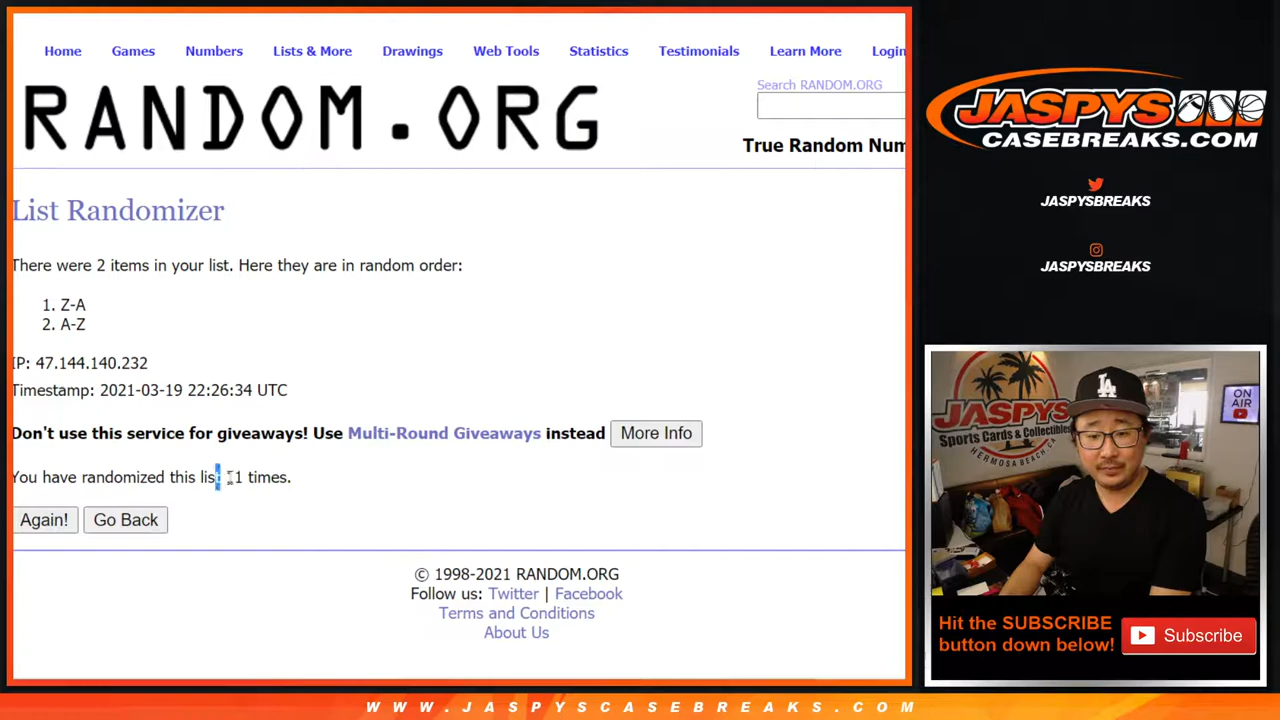 Home Games Numbers Lists & More Drawings Web Tools Statistics Testimonials Learn More Login
RANDOM.ORG
Search RANDOM.ORG
True Random Num
List Randomizer
There were 2 items in your list. Here they are in random order:
1. Z-A
2. A-Z
IP: 47.144.140.232
Timestamp: 2021-03-19 22:26:34 UTC
Don't use this service for giveaways! Use Multi-Round Giveaways instead More Info
You have randomized this list 11 times.
Again! Go Back
© 1998-2021 RANDOM.ORG
Follow us: Twitter | Facebook
Terms and Conditions
About Us
JASPYS
CASEBREAKS.COM
JASPYSBREAKS
JASPYSBREAKS
JASPYS
Sports Cards & Collectibles
HERMOSA BEACH, CA
LA
ON
AIR
Hit the SUBSCRIBE
button down below!
Subscribe
WWW.JASPYSCASEBREAKS.COM